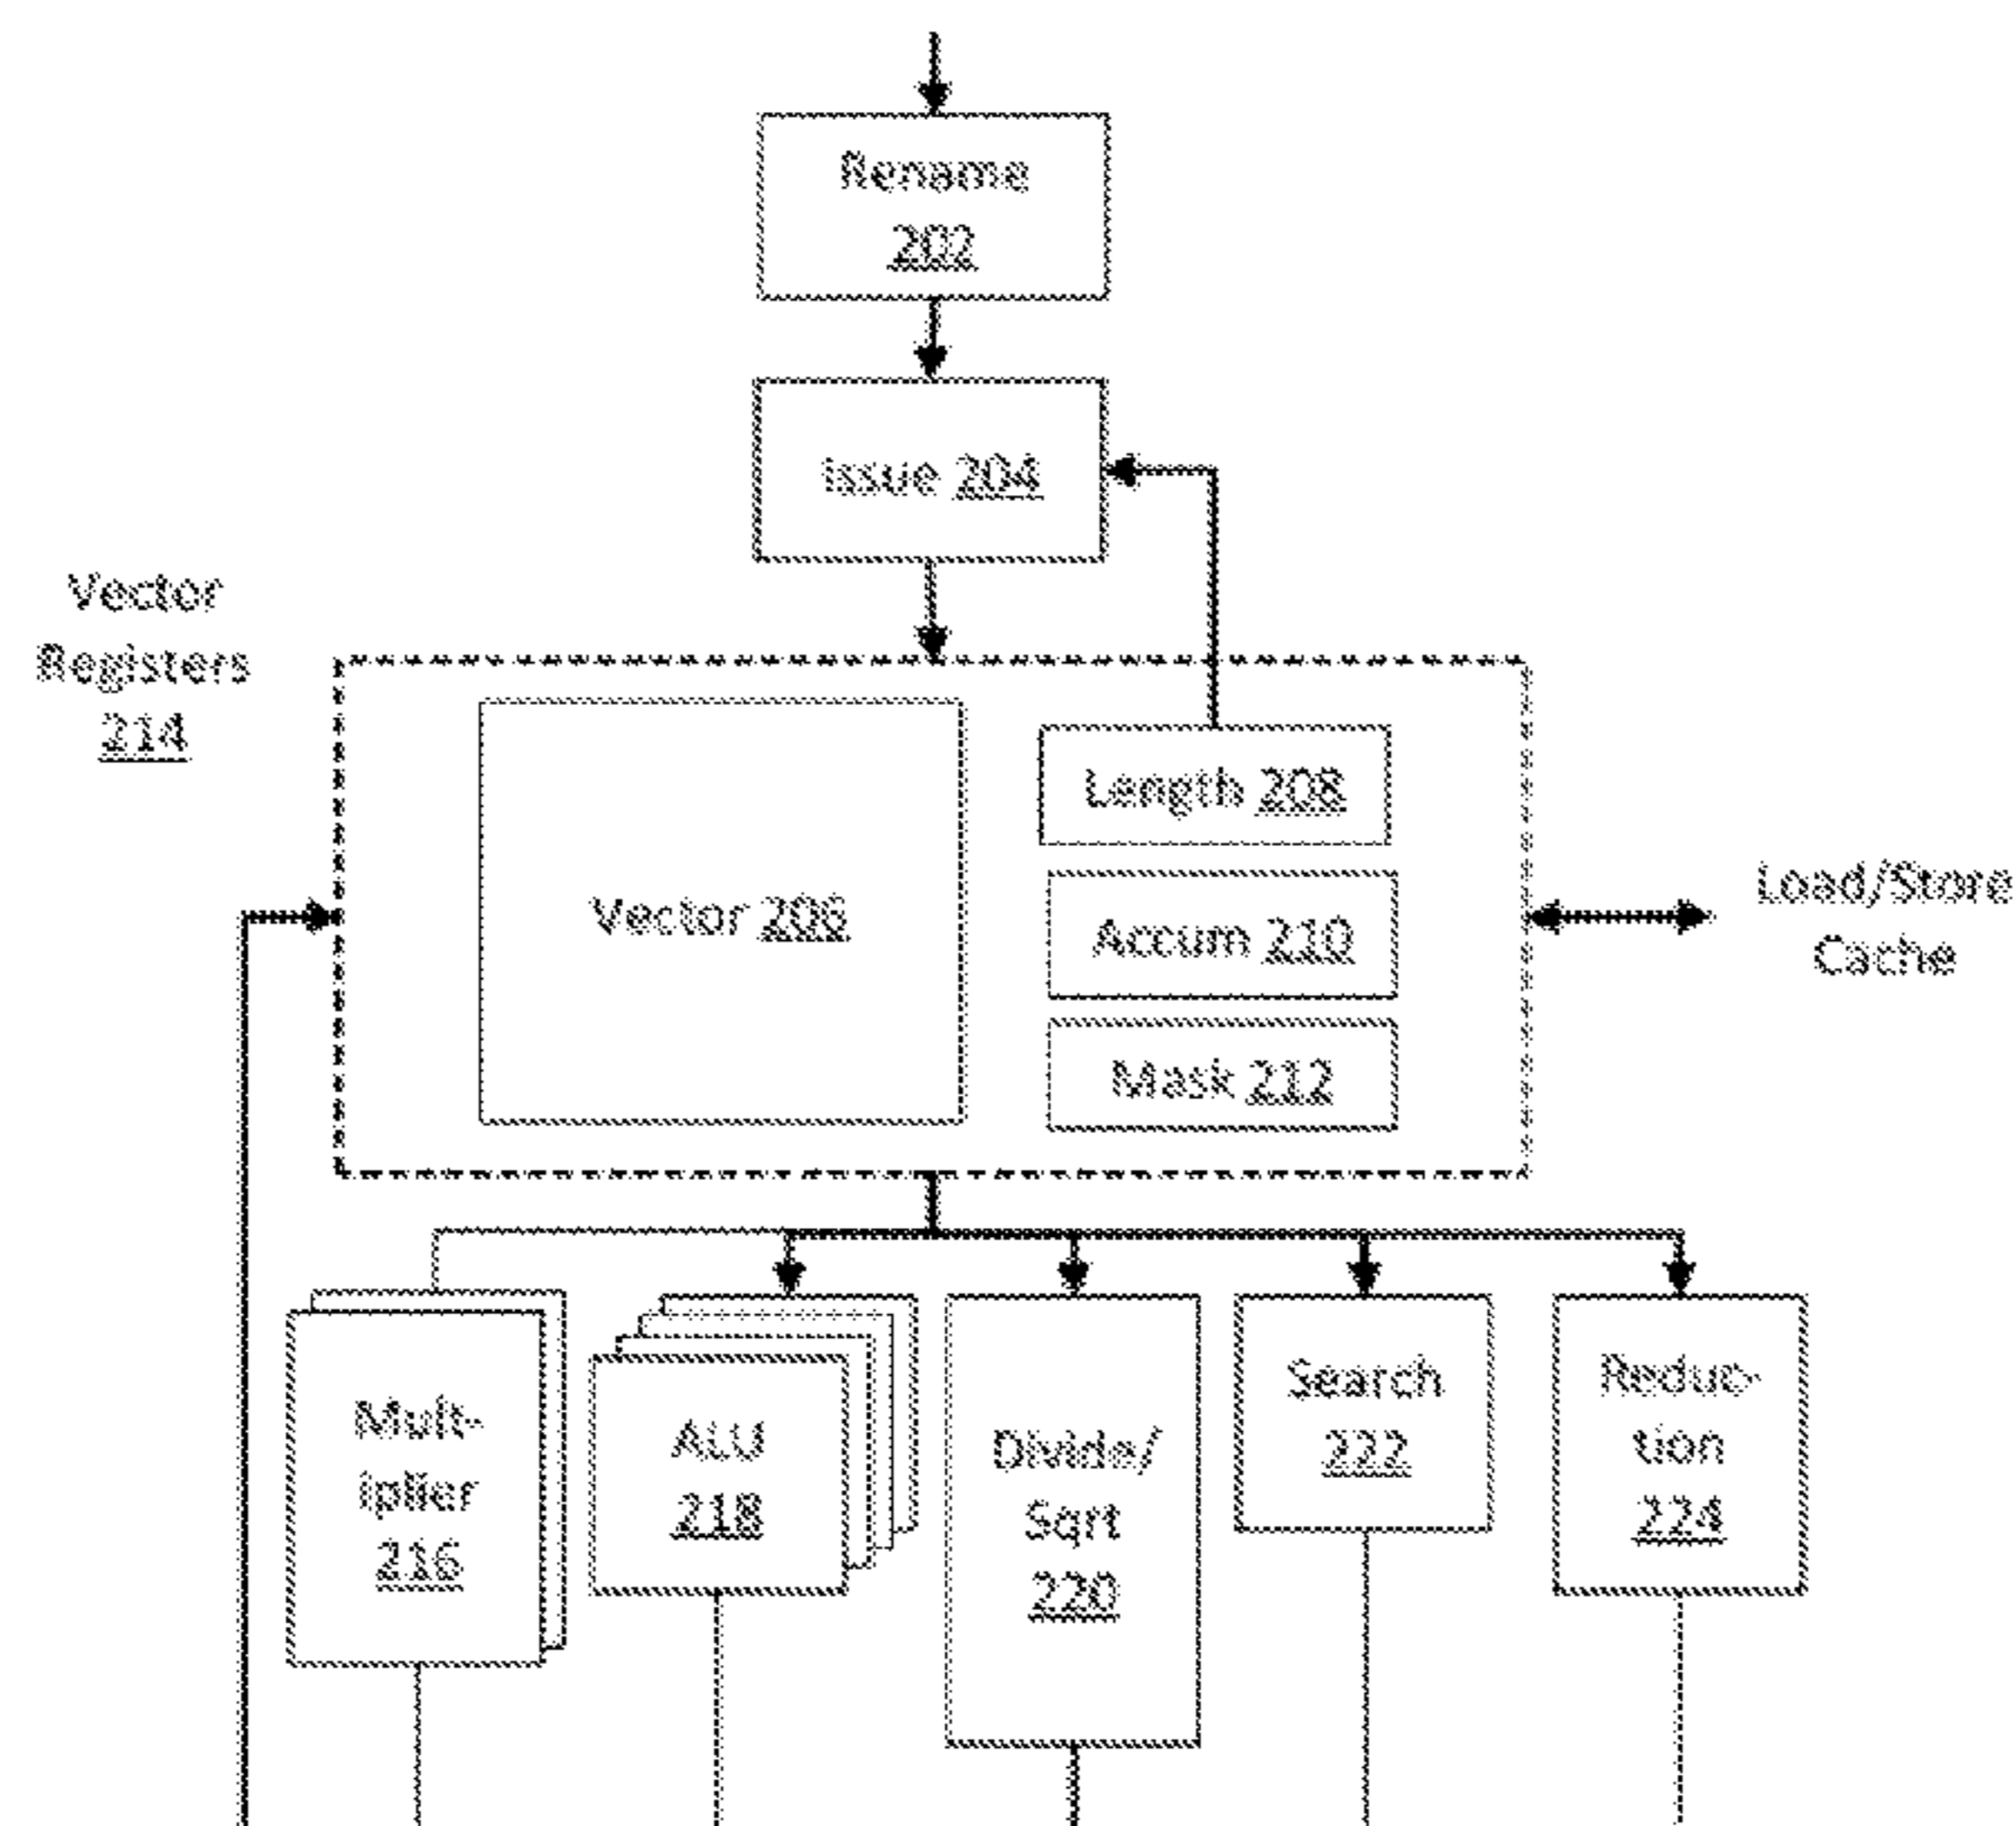 Rename
202
Issue 204
Vector
Registers
214
Length 208
Vector 206
Accum 210
Mask 212
Load/Store
Cache
Mult-
iplier
216
ALU
218
Divide/
Sqrt
220
Search
222
Reduc-
tion
224